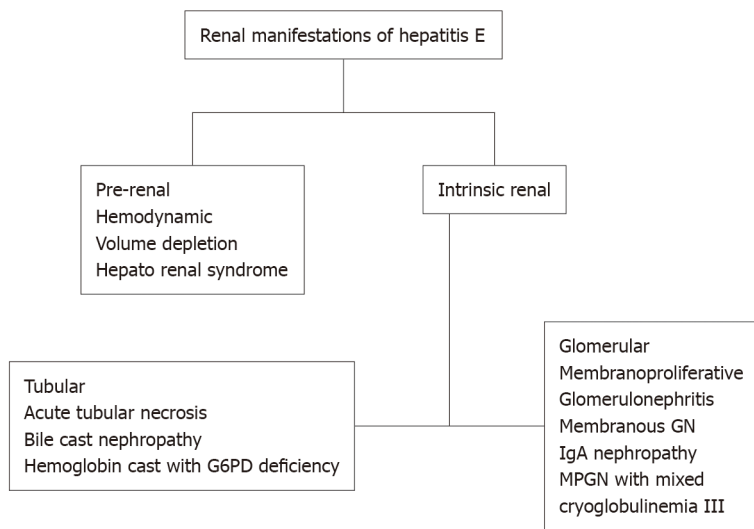 Renal manifestations of hepatitis E
Pre-renal
Hemodynamic
Volume depletion
Hepato renal syndrome
Intrinsic renal
Tubular
Acute tubular necrosis
Bile cast nephropathy
Hemoglobin cast with G6PD deficiency
Glomerular
Membranoproliferative
Glomerulonephritis
Membranous GN
IgA nephropathy
MPGN with mixed
cryoglobulinemia III